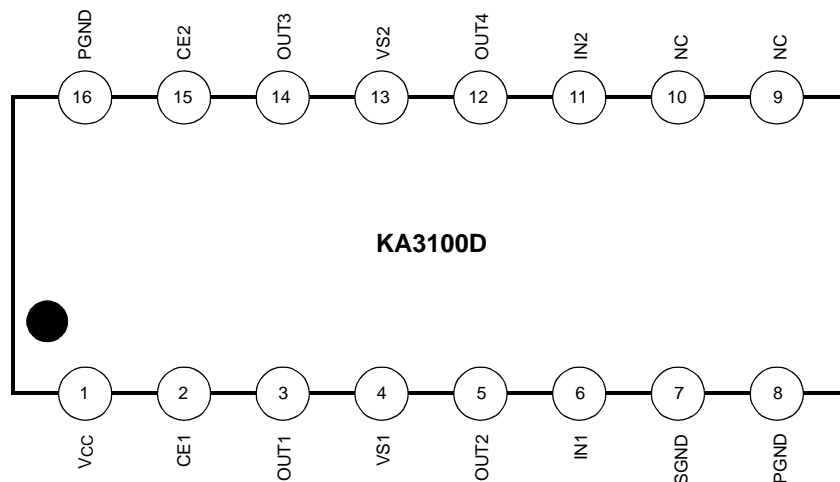 PGND CE2 OUT3 VS2 OUT4 IN2 NC NC
16 15 14 13 12 11 10 9
KA3100D
1 2 3 4 5 6 7 8
VCC CE1 OUT1 VS1 OUT2 IN1 SGND PGND